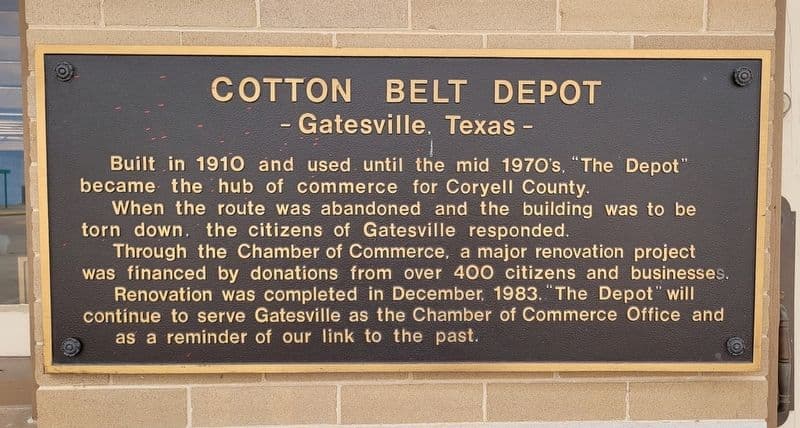 COTTON BELT DEPOT
- Gatesville, Texas -
Built in 1910 and used until the mid 1970's, "The Depot"
became the hub of commerce for Coryell County.
When the route was abandoned and the building was to be
torn down, the citizens of Gatesville responded.
Through the Chamber of Commerce, a major renovation project
was financed by donations from over 400 citizens and businesses.
Renovation was completed in December, 1983. "The Depot" will
continue to serve Gatesville as the Chamber of Commerce Office and
as a reminder of our link to the past.